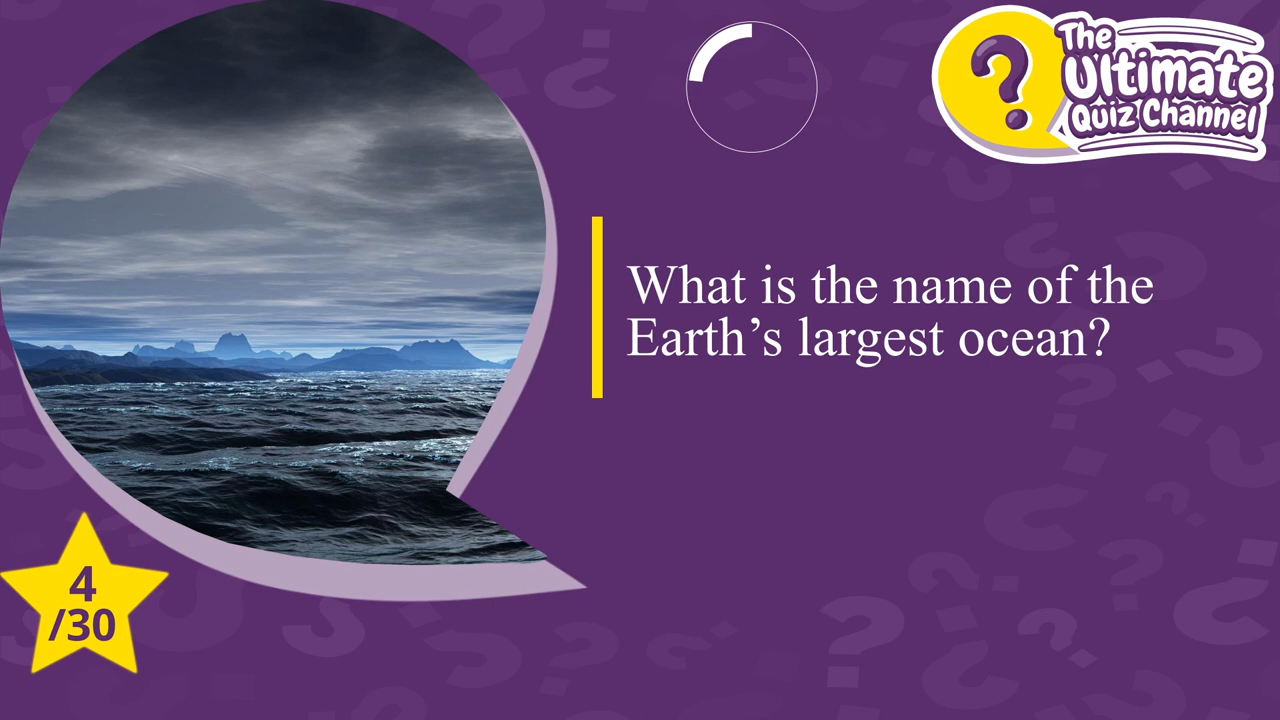 The
Ultimate
Quiz Channel
What is the name of the
Earth’s largest ocean?
4
/30